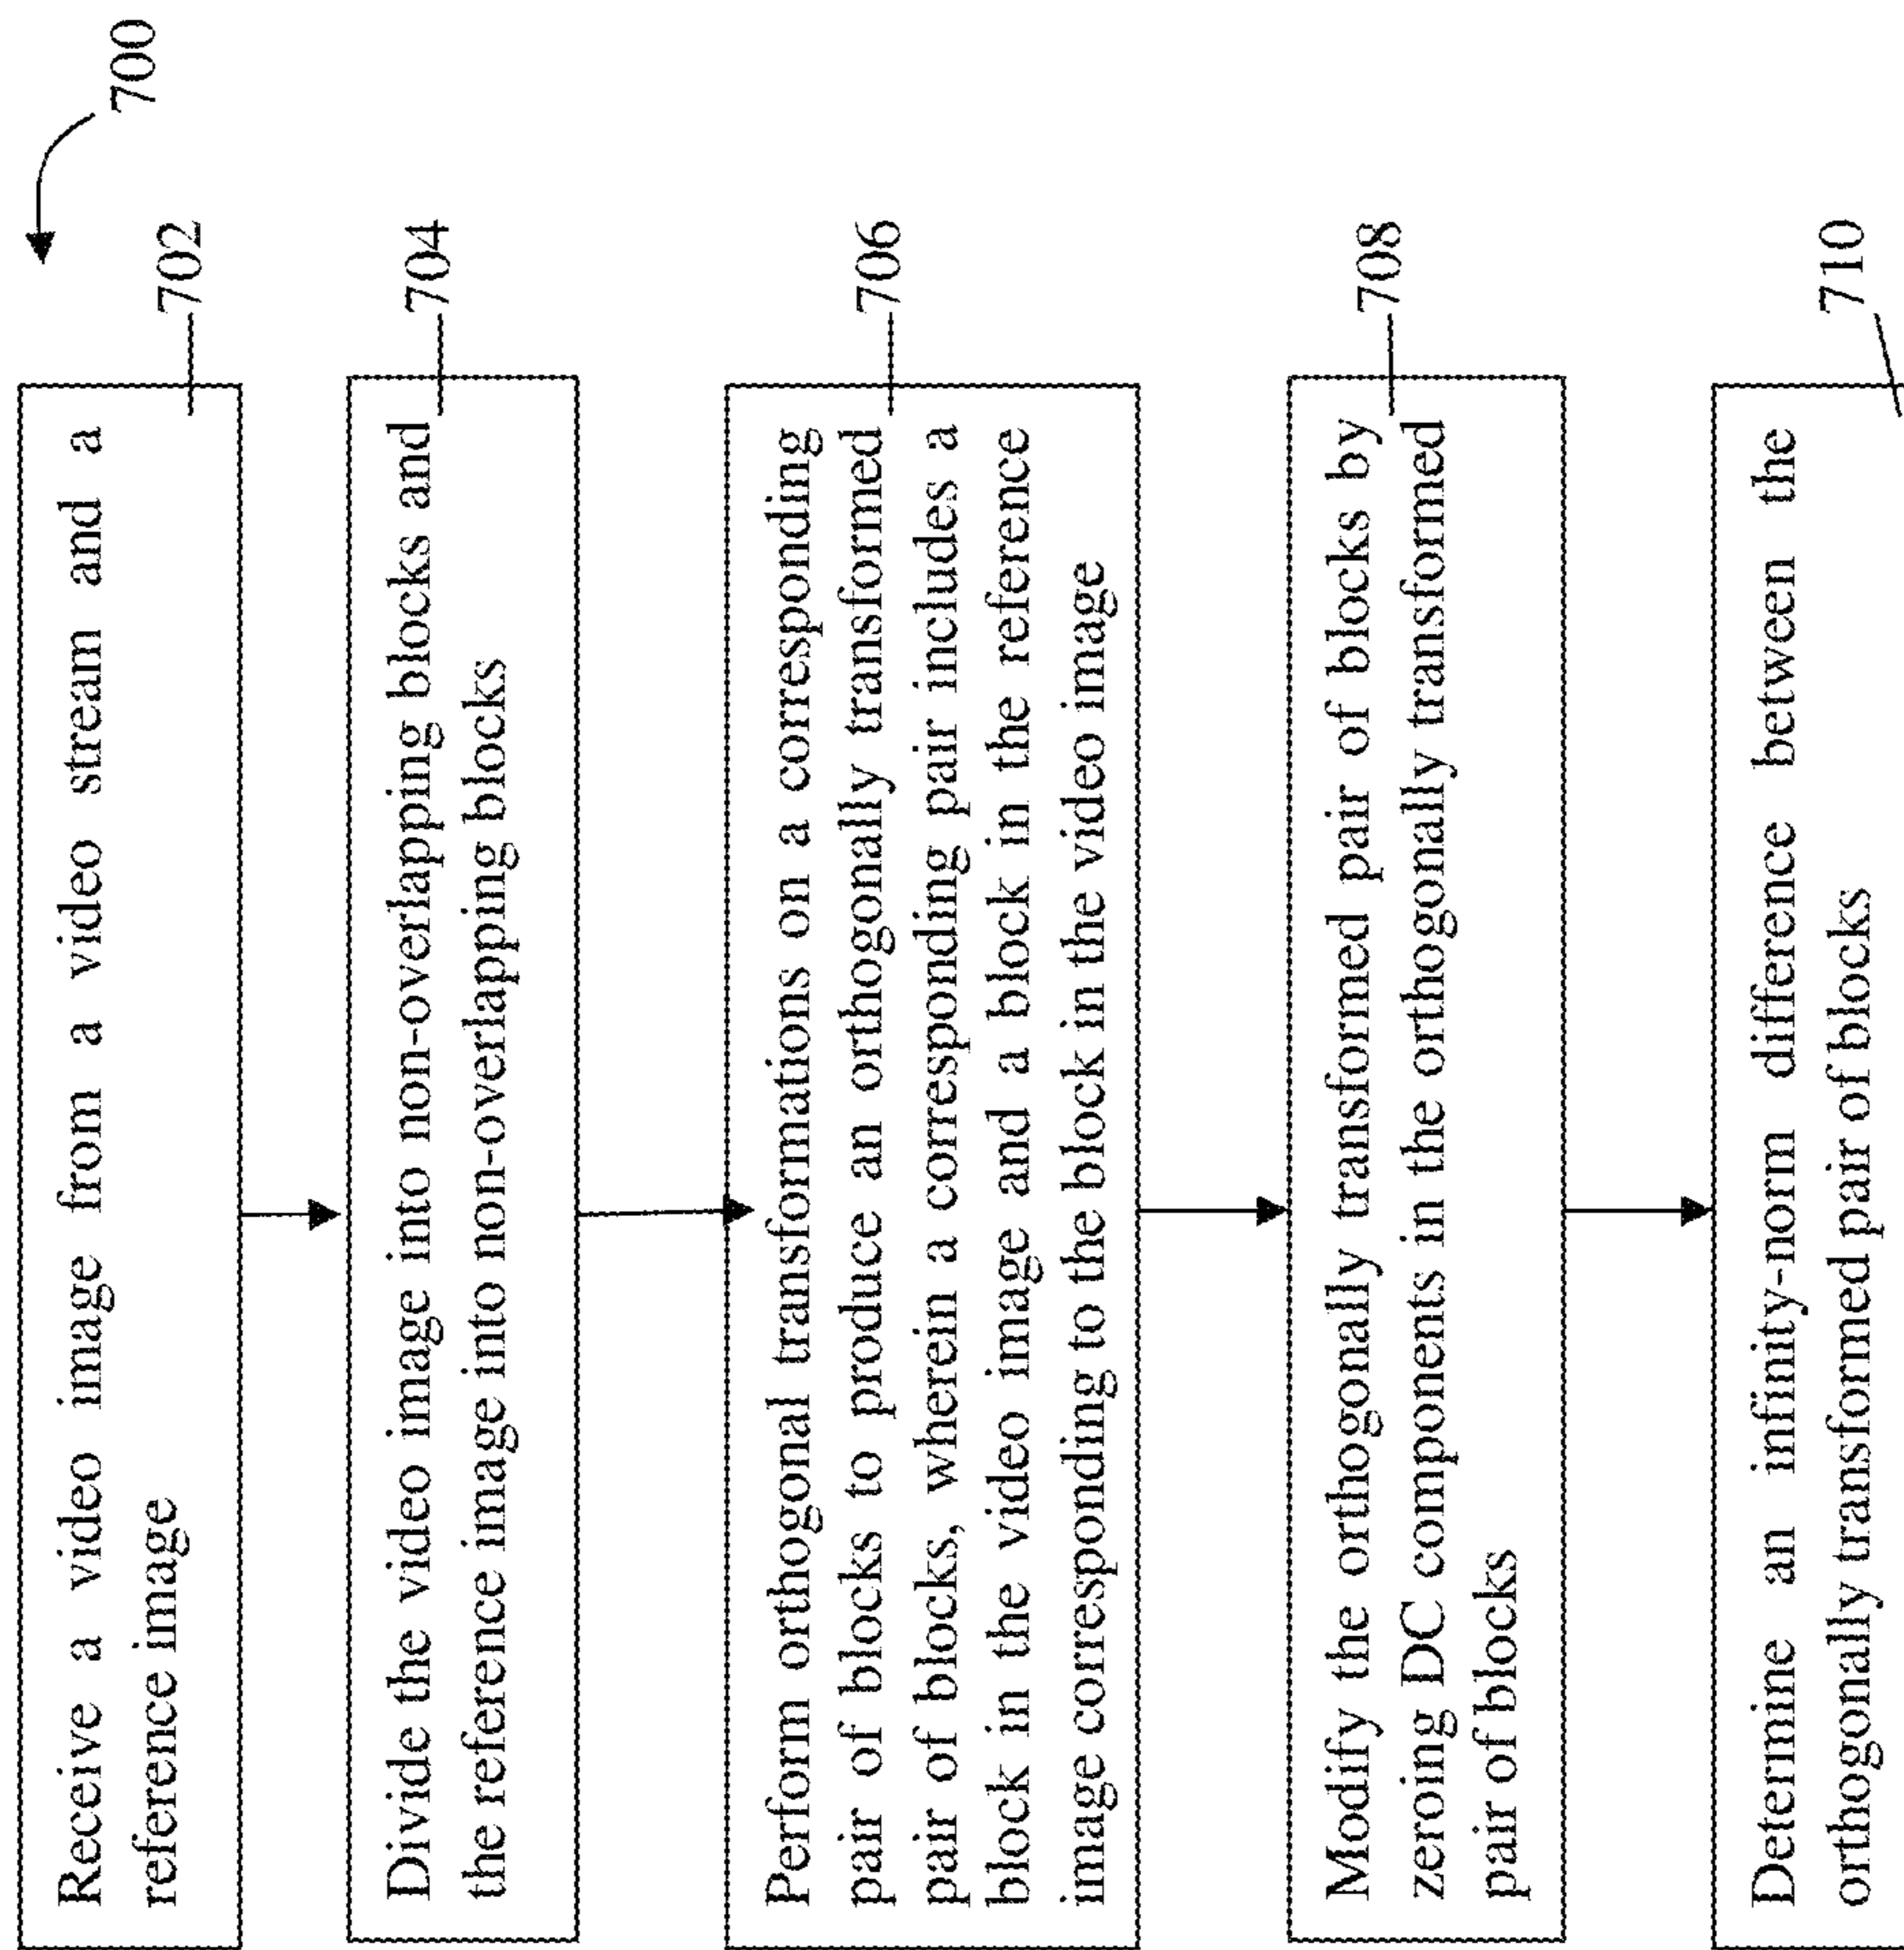 700
Receive a video image from a video stream and a
reference image
702
Divide the video image into non-overlapping blocks and
the reference image into non-overlapping blocks
704
Perform orthogonal transformations on a corresponding
pair of blocks to produce an orthogonally transformed
pair of blocks, wherein a corresponding pair includes a
block in the video image and a block in the reference
image corresponding to the block in the video image
706
Modify the orthogonally transformed pair of blocks by
zeroing DC components in the orthogonally transformed
pair of blocks
708
Determine an infinity-norm difference between the
orthogonally transformed pair of blocks
710